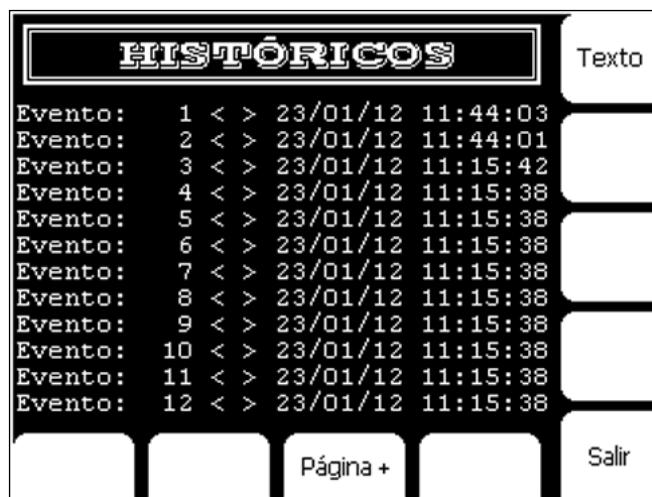 HISTÓRICOS
Texto
Evento: 1 < > 23/01/12 11:44:03
Evento: 2 < > 23/01/12 11:44:01
Evento: 3 < > 23/01/12 11:15:42
Evento: 4 < > 23/01/12 11:15:38
Evento: 5 < > 23/01/12 11:15:38
Evento: 6 < > 23/01/12 11:15:38
Evento: 7 < > 23/01/12 11:15:38
Evento: 8 < > 23/01/12 11:15:38
Evento: 9 < > 23/01/12 11:15:38
Evento: 10 < > 23/01/12 11:15:38
Evento: 11 < > 23/01/12 11:15:38
Evento: 12 < > 23/01/12 11:15:38
Página +
Salir